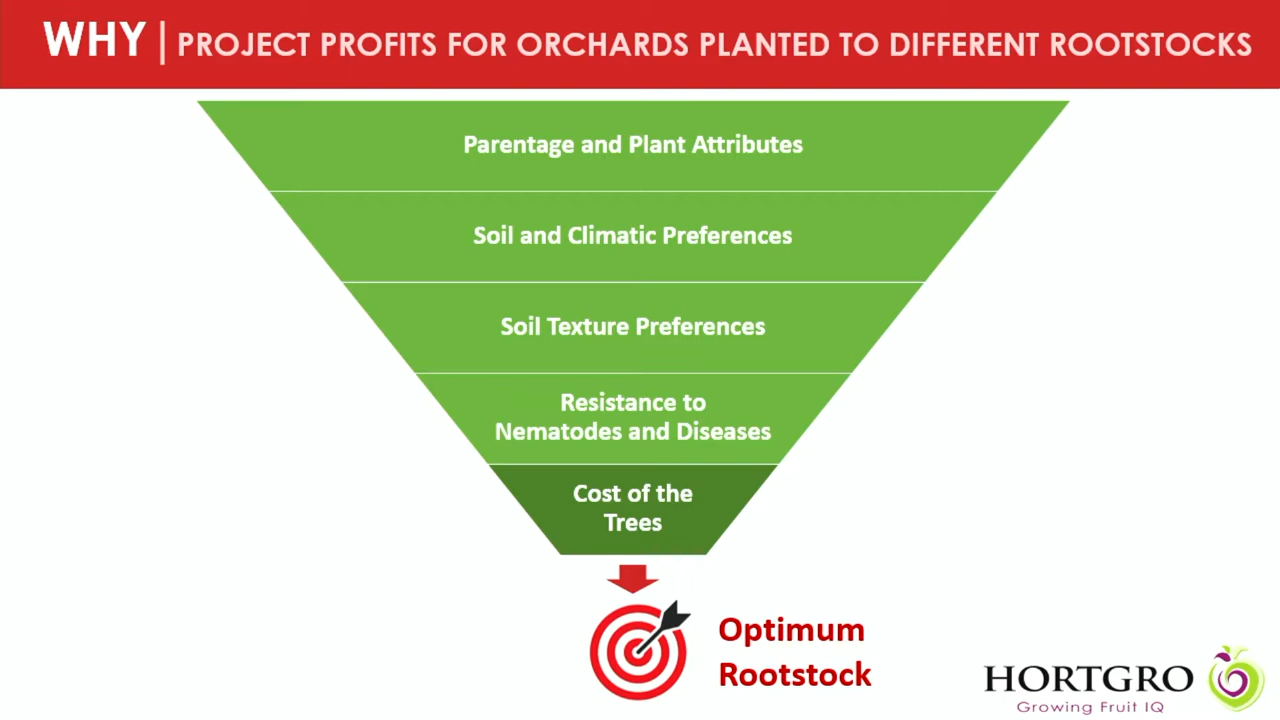 WHY | PROJECT PROFITS FOR ORCHARDS PLANTED TO DIFFERENT ROOTSTOCKS
Parentage and Plant Attributes
Soil and Climatic Preferences
Soil Texture Preferences
Resistance to
Nematodes and Diseases
Cost of the
Trees
Optimum
Rootstock
HORTGRO
Growing Fruit IQ